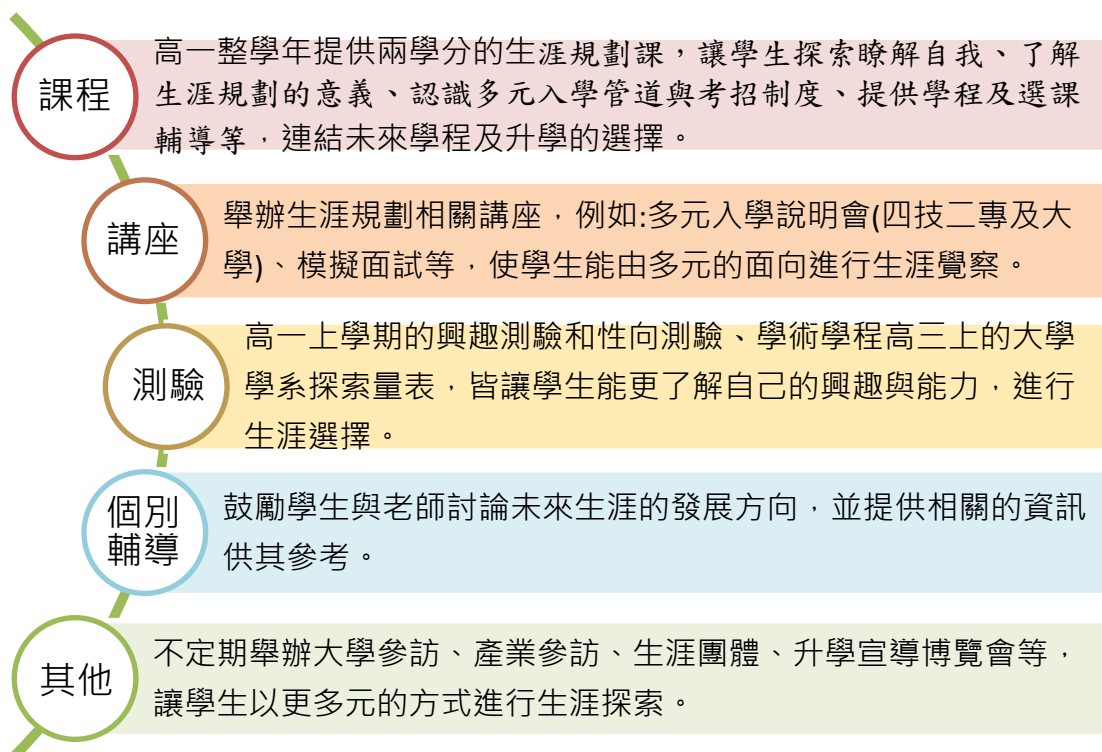 課程
高一整學年提供兩學分的生涯規劃課，讓學生探索瞭解自我、了解
生涯規劃的意義、認識多元入學管道與考招制度、提供學程及選課
輔導等，連結未來學程及升學的選擇。
講座
舉辦生涯規劃相關講座，例如:多元入學說明會(四技二專及大
學)、模擬面試等，使學生能由多元的面向進行生涯覺察。
測驗
高一上學期的興趣測驗和性向測驗、學術學程高三上的大學
學系探索量表，皆讓學生能更了解自己的興趣與能力，進行
生涯選擇。
個別
輔導
鼓勵學生與老師討論未來生涯的發展方向，並提供相關的資訊
供其參考。
其他
不定期舉辦大學參訪、產業參訪、生涯團體、升學宣導博覽會等，
讓學生以更多元的方式進行生涯探索。